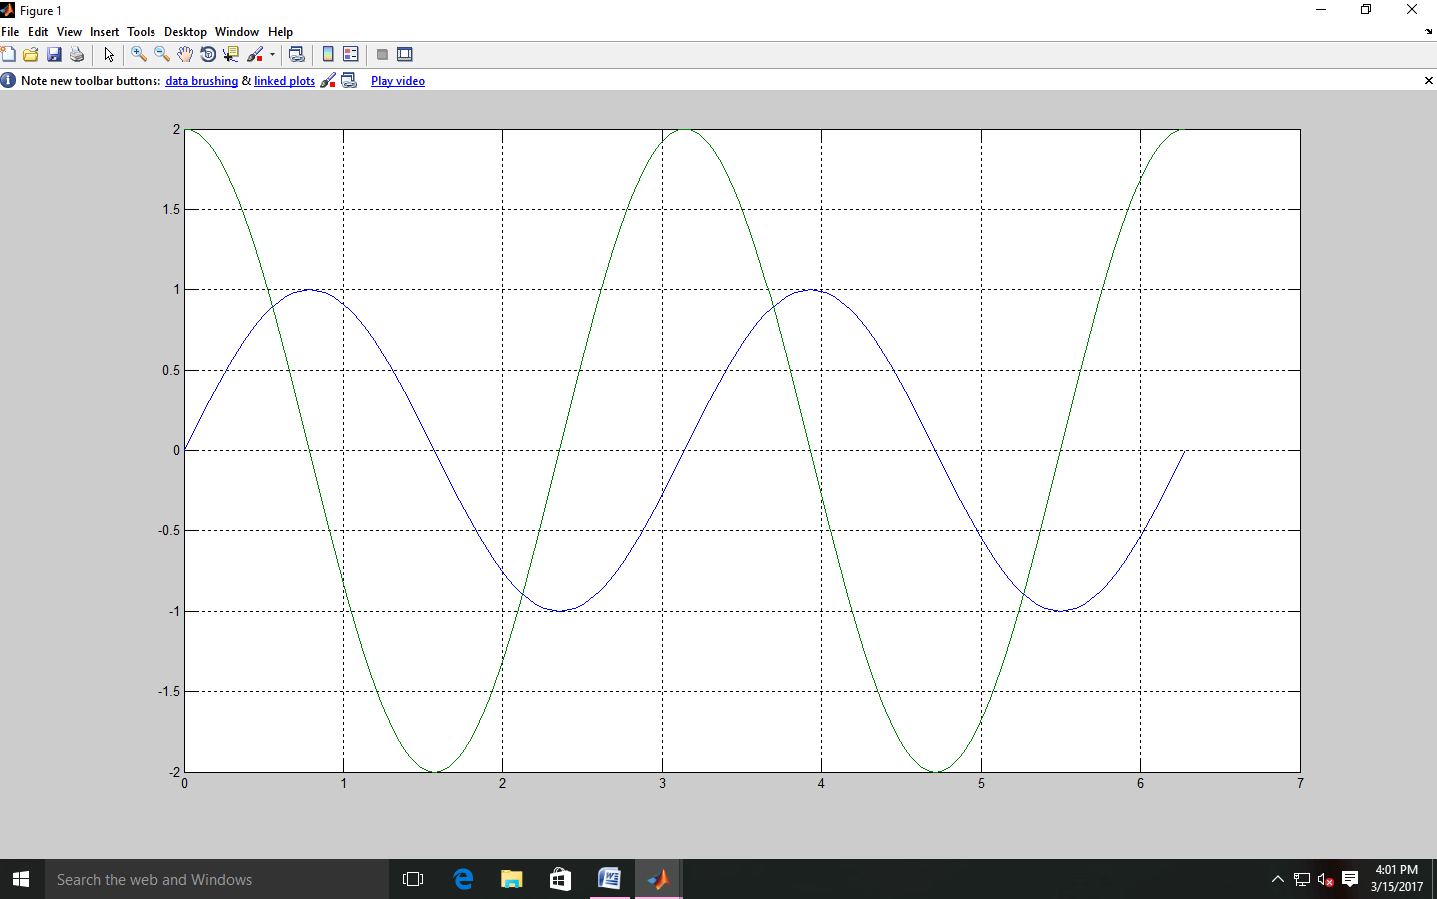 Figure 1
File Edit View Insert Tools Desktop Window Help
Note new toolbar buttons: data brushing & linked plots Play video
2
1.5
1
0.5
0
-0.5
-1
-1.5
-2
0 1 2 3 4 5 6 7
Search the web and Windows
4:01 PM
3/15/2017